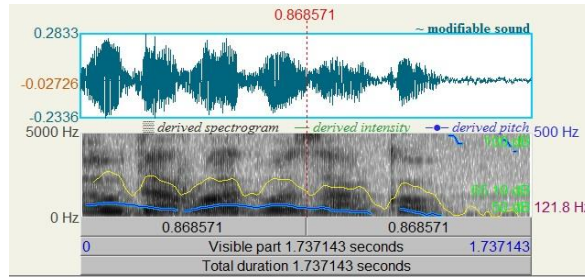 0.868571
0.2833
~ modifiable sound
-0.02726
-0.2336
5000 Hz
derived spectrogram
derived intensity
derived pitch
500 Hz
100 dB
121.8 Hz
0 Hz
0.868571
0.868571
0
Visible part 1.737143 seconds
1.737143
Total duration 1.737143 seconds